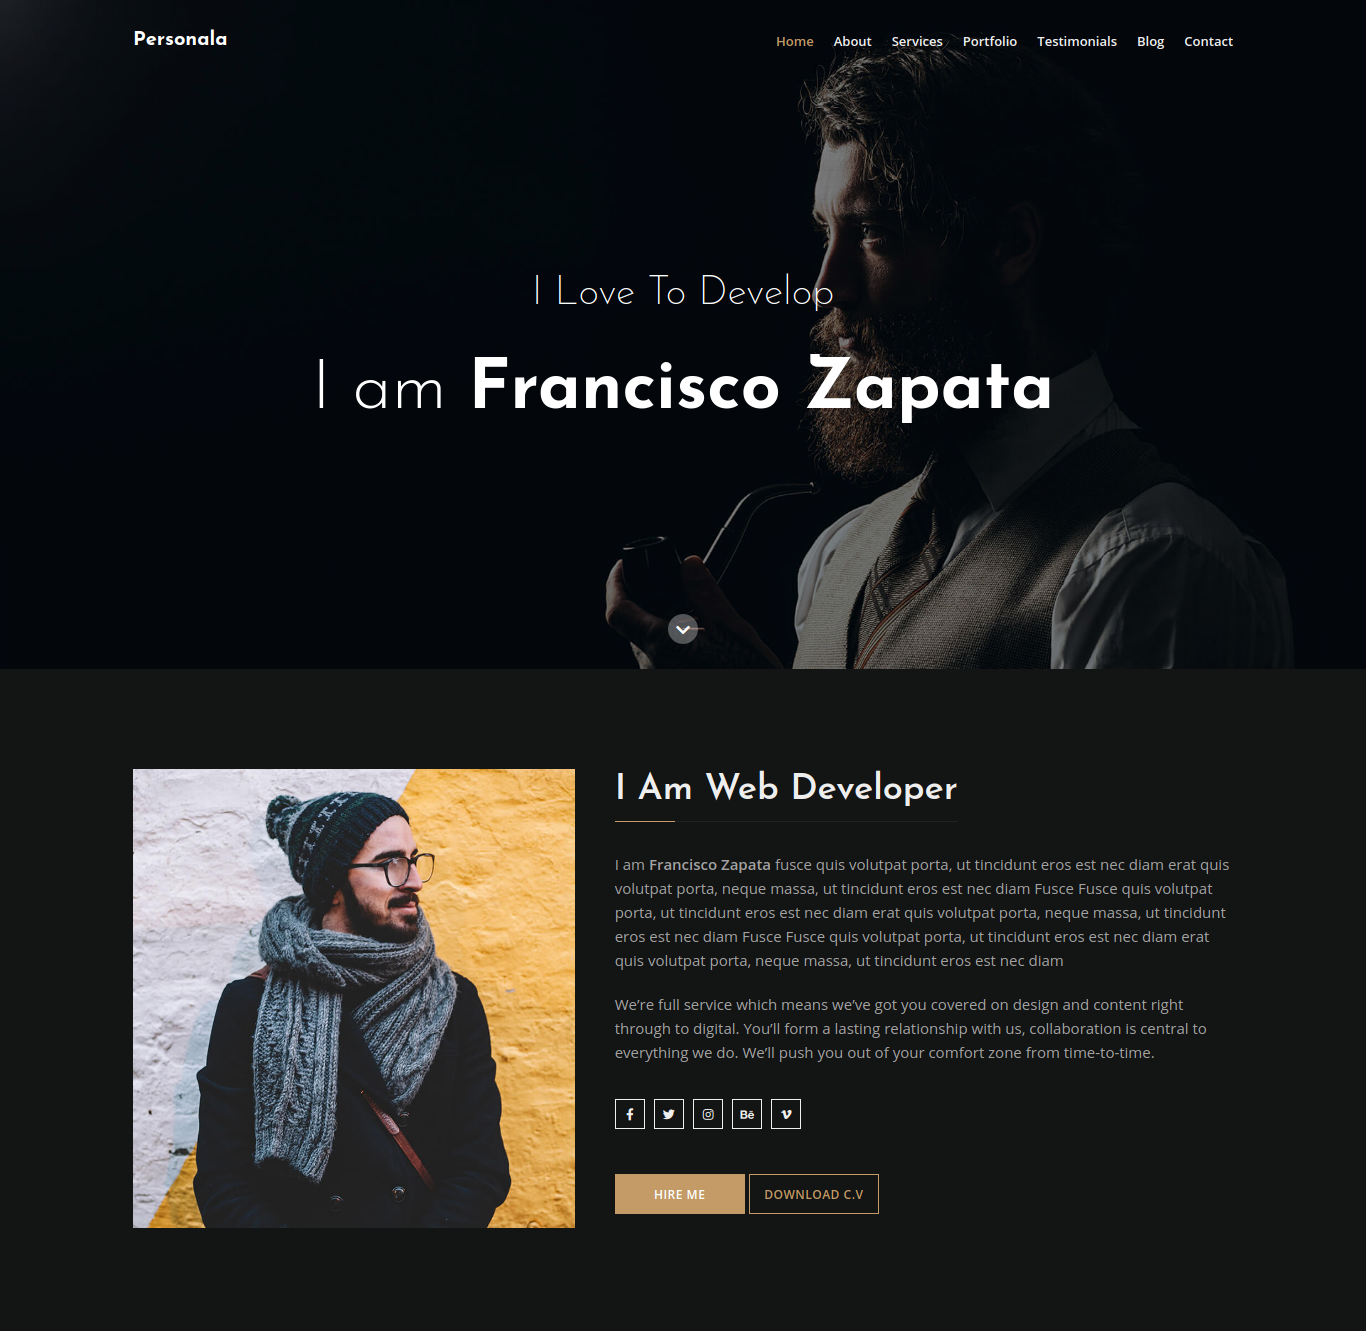 Personala
Home About Services Portfolio Testimonials Blog Contact
I Love To Develop
I am Francisco Zapata
I Am Web Developer
I am Francisco Zapata fusce quis volutpat porta, ut tincidunt eros est nec diam erat quis
volutpat porta, neque massa, ut tincidunt eros est nec diam Fusce Fusce quis volutpat
porta, ut tincidunt eros est nec diam erat quis volutpat porta, neque massa, ut tincidunt
eros est nec diam Fusce Fusce quis volutpat porta, ut tincidunt eros est nec diam erat
quis volutpat porta, neque massa, ut tincidunt eros est nec diam
We’re full service which means we’ve got you covered on design and content right
through to digital. You’ll form a lasting relationship with us, collaboration is central to
everything we do. We’ll push you out of your comfort zone from time-to-time.
HIRE ME DOWNLOAD C.V